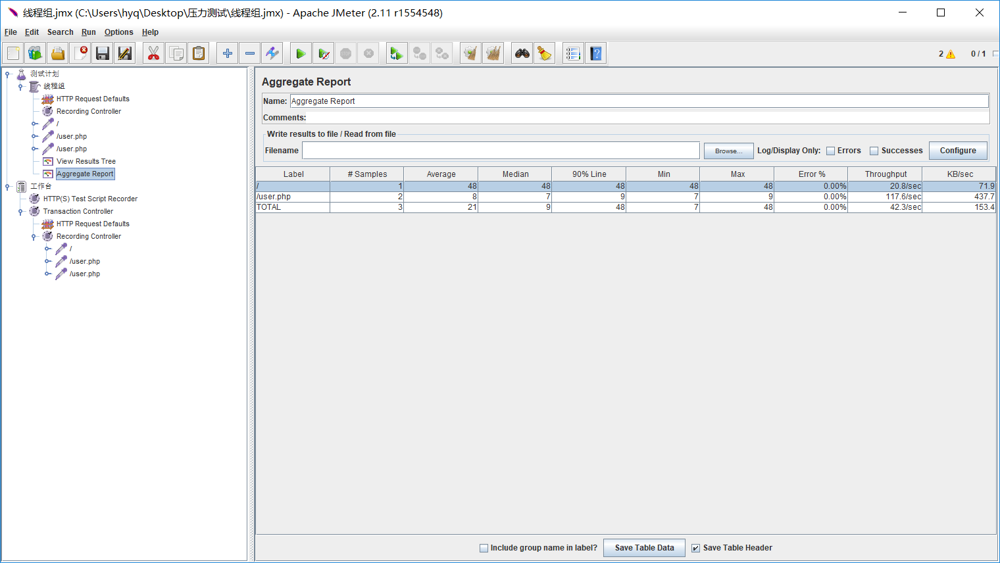 线程组.jmx (C:\Users\hyq\Desktop\压力测试\线程组.jmx) - Apache JMeter (2.11 r1554548)
File Edit Search Run Options Help
2 0 / 1
测试计划
线程组
HTTP Request Defaults
Recording Controller
/
/user.php
/user.php
View Results Tree
Aggregate Report
工作台
HTTP(S) Test Script Recorder
Transaction Controller
HTTP Request Defaults
Recording Controller
/
/user.php
/user.php
Aggregate Report
Name: Aggregate Report
Comments:
Write results to file / Read from file
Filename Browse... Log/Display Only: Errors Successes Configure
Label # Samples Average Median 90% Line Min Max Error % Throughput KB/sec
/ 1 48 48 48 48 48 0.00% 20.8/sec 71.9
/user.php 2 8 7 9 7 9 0.00% 117.6/sec 437.7
TOTAL 3 21 9 48 7 48 0.00% 42.3/sec 153.4
Include group name in label? Save Table Data Save Table Header